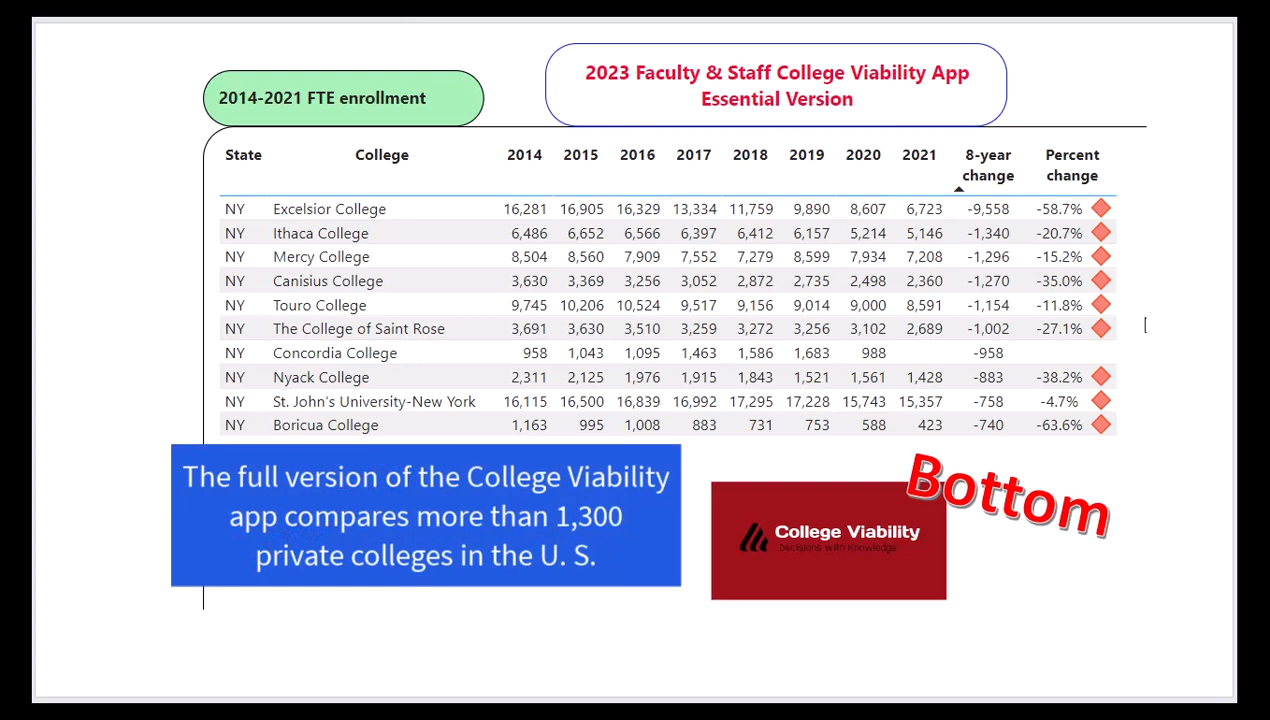 2014-2021 FTE enrollment
2023 Faculty & Staff College Viability App
Essential Version
State College 2014 2015 2016 2017 2018 2019 2020 2021 8-year change Percent change
NY Excelsior College 16,281 16,905 16,329 13,334 11,759 9,890 8,607 6,723 -9,558 -58.7%
NY Ithaca College 6,486 6,652 6,566 6,397 6,412 6,157 5,214 5,146 -1,340 -20.7%
NY Mercy College 8,504 8,560 7,909 7,552 7,279 8,599 7,934 7,208 -1,296 -15.2%
NY Canisius College 3,630 3,369 3,256 3,052 2,872 2,735 2,498 2,360 -1,270 -35.0%
NY Touro College 9,745 10,206 10,524 9,517 9,156 9,014 9,000 8,591 -1,154 -11.8%
NY The College of Saint Rose 3,691 3,630 3,510 3,259 3,272 3,256 3,102 2,689 -1,002 -27.1%
NY Concordia College 958 1,043 1,095 1,463 1,586 1,683 988 -958
NY Nyack College 2,311 2,125 1,976 1,915 1,843 1,521 1,561 1,428 -883 -38.2%
NY St. John's University-New York 16,115 16,500 16,839 16,992 17,295 17,228 15,743 15,357 -758 -4.7%
NY Boricua College 1,163 995 1,008 883 731 753 588 423 -740 -63.6%
The full version of the College Viability
app compares more than 1,300
private colleges in the U. S.
Bottom
College Viability
Decisions with Knowledge